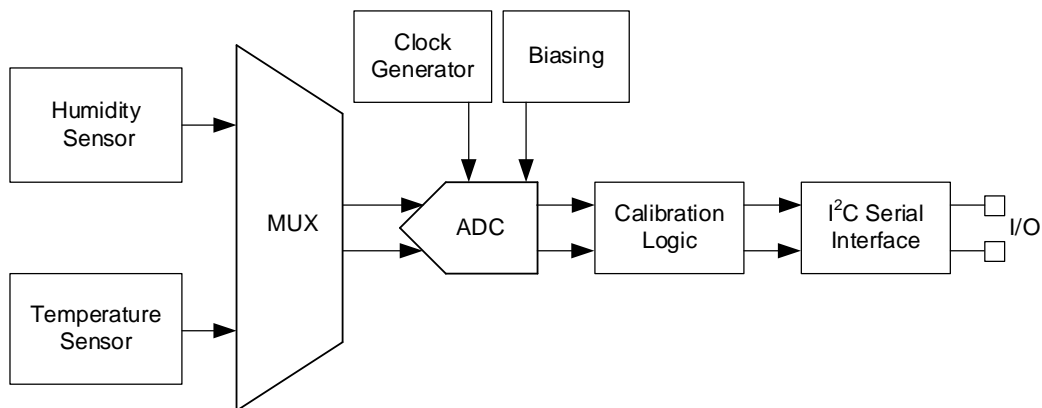 Clock
Generator
Biasing
Humidity
Sensor
MUX
ADC
Calibration
Logic
I²C Serial
Interface
I/O
Temperature
Sensor